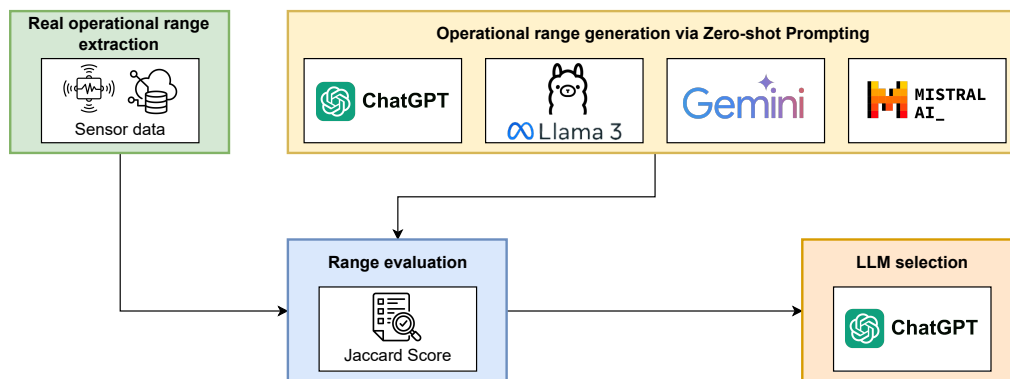 Real operational range
extraction
Sensor data
Operational range generation via Zero-shot Prompting
ChatGPT
Llama 3
Gemini
MISTRAL
AI_
Range evaluation
Jaccard Score
LLM selection
ChatGPT